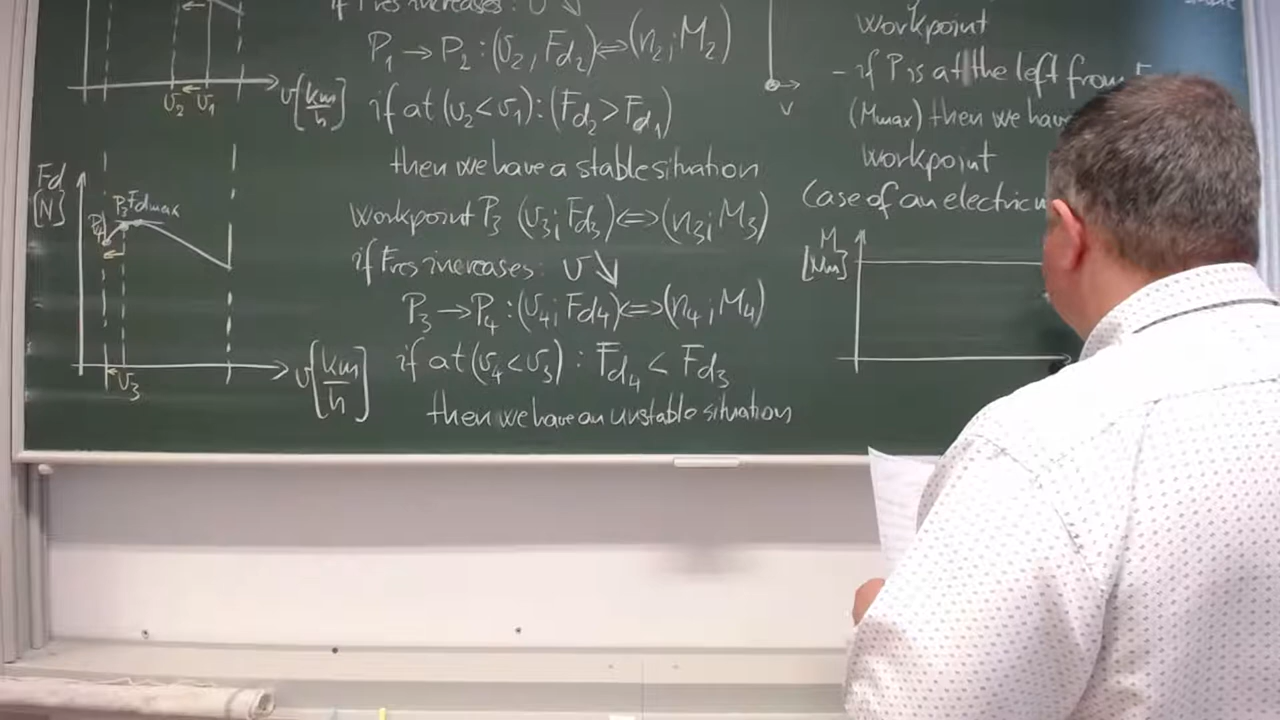 if Fres increases: υ ↘
P₁ → P₂ : (υ₂, Fd₂) ⇔ (n₂; M₂)
υ₂ υ₁
υ [km/h]
if at (υ₂ < υ₁) : (Fd₂ > Fd₁)
then we have a stable situation
Fd
[N]
P₄
P₃ Fdmax
workpoint P₃ (υ₃; Fd₃) ⇔ (n₃; M₃)
if Fres increases: υ ↘
P₃ → P₄ : (υ₄; Fd4) ⇔ (n₄; M₄)
υ₃
υ [km/h]
if at (υ₄ < υ₃) : Fd₄ < Fd₃
then we have an unstable situation
v
workpoint
- if P is at the left from
(Mmax) then we have
workpoint
Case of an electric
M
[Nm]